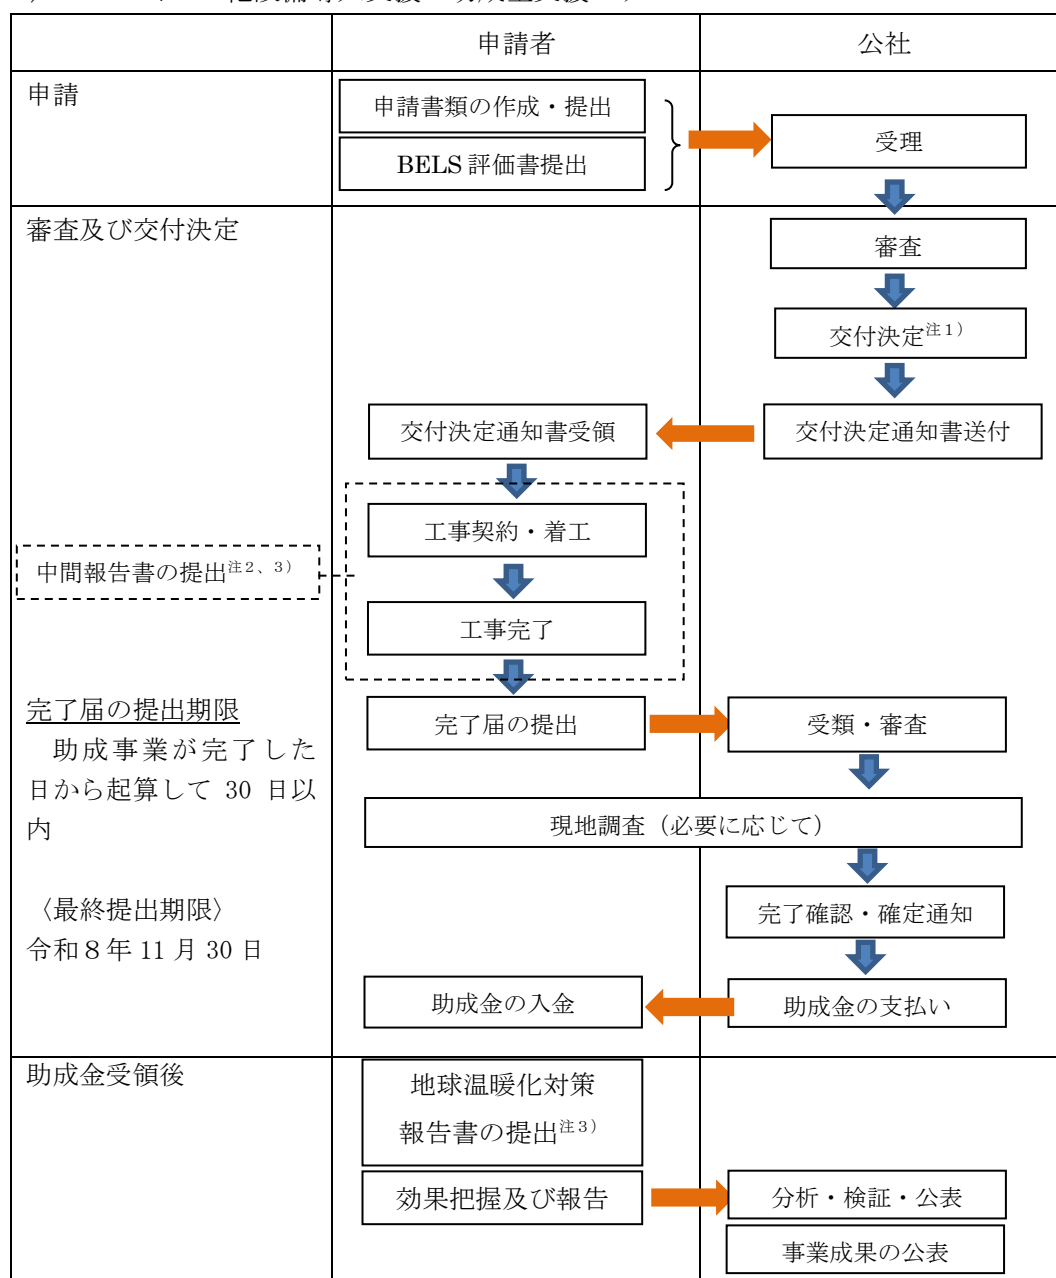 申請者
公社
申請
申請書類の作成・提出
BELS 評価書提出
受理
審査及び交付決定
審査
交付決定注1）
交付決定通知書受領
交付決定通知書送付
工事契約・着工
中間報告書の提出注2、3）
工事完了
完了届の提出期限
助成事業が完了した
日から起算して 30 日以
内
〈最終提出期限〉
令和８年 11 月 30 日
完了届の提出
受類・審査
現地調査（必要に応じて）
完了確認・確定通知
助成金の入金
助成金の支払い
助成金受領後
地球温暖化対策
報告書の提出注3）
効果把握及び報告
分析・検証・公表
事業成果の公表